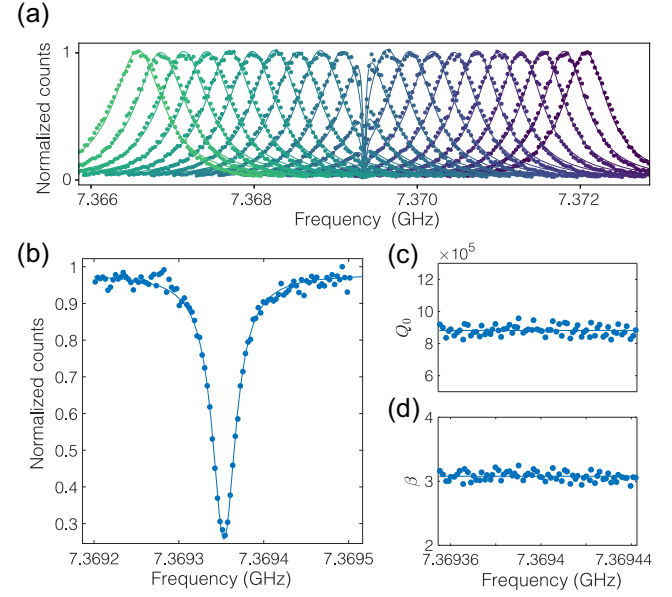 (a)
Normalized counts
1
0
7.366
7.368
7.370
7.372
Frequency (GHz)
(b)
Normalized counts
1
0.9
0.8
0.7
0.6
0.5
0.4
0.3
7.3692
7.3693
7.3694
7.3695
Frequency (GHz)
(c)
×10⁵
Q₀
12
10
8
6
(d)
β
4
3
2
7.36936
7.3694
7.36944
Frequency (GHz)